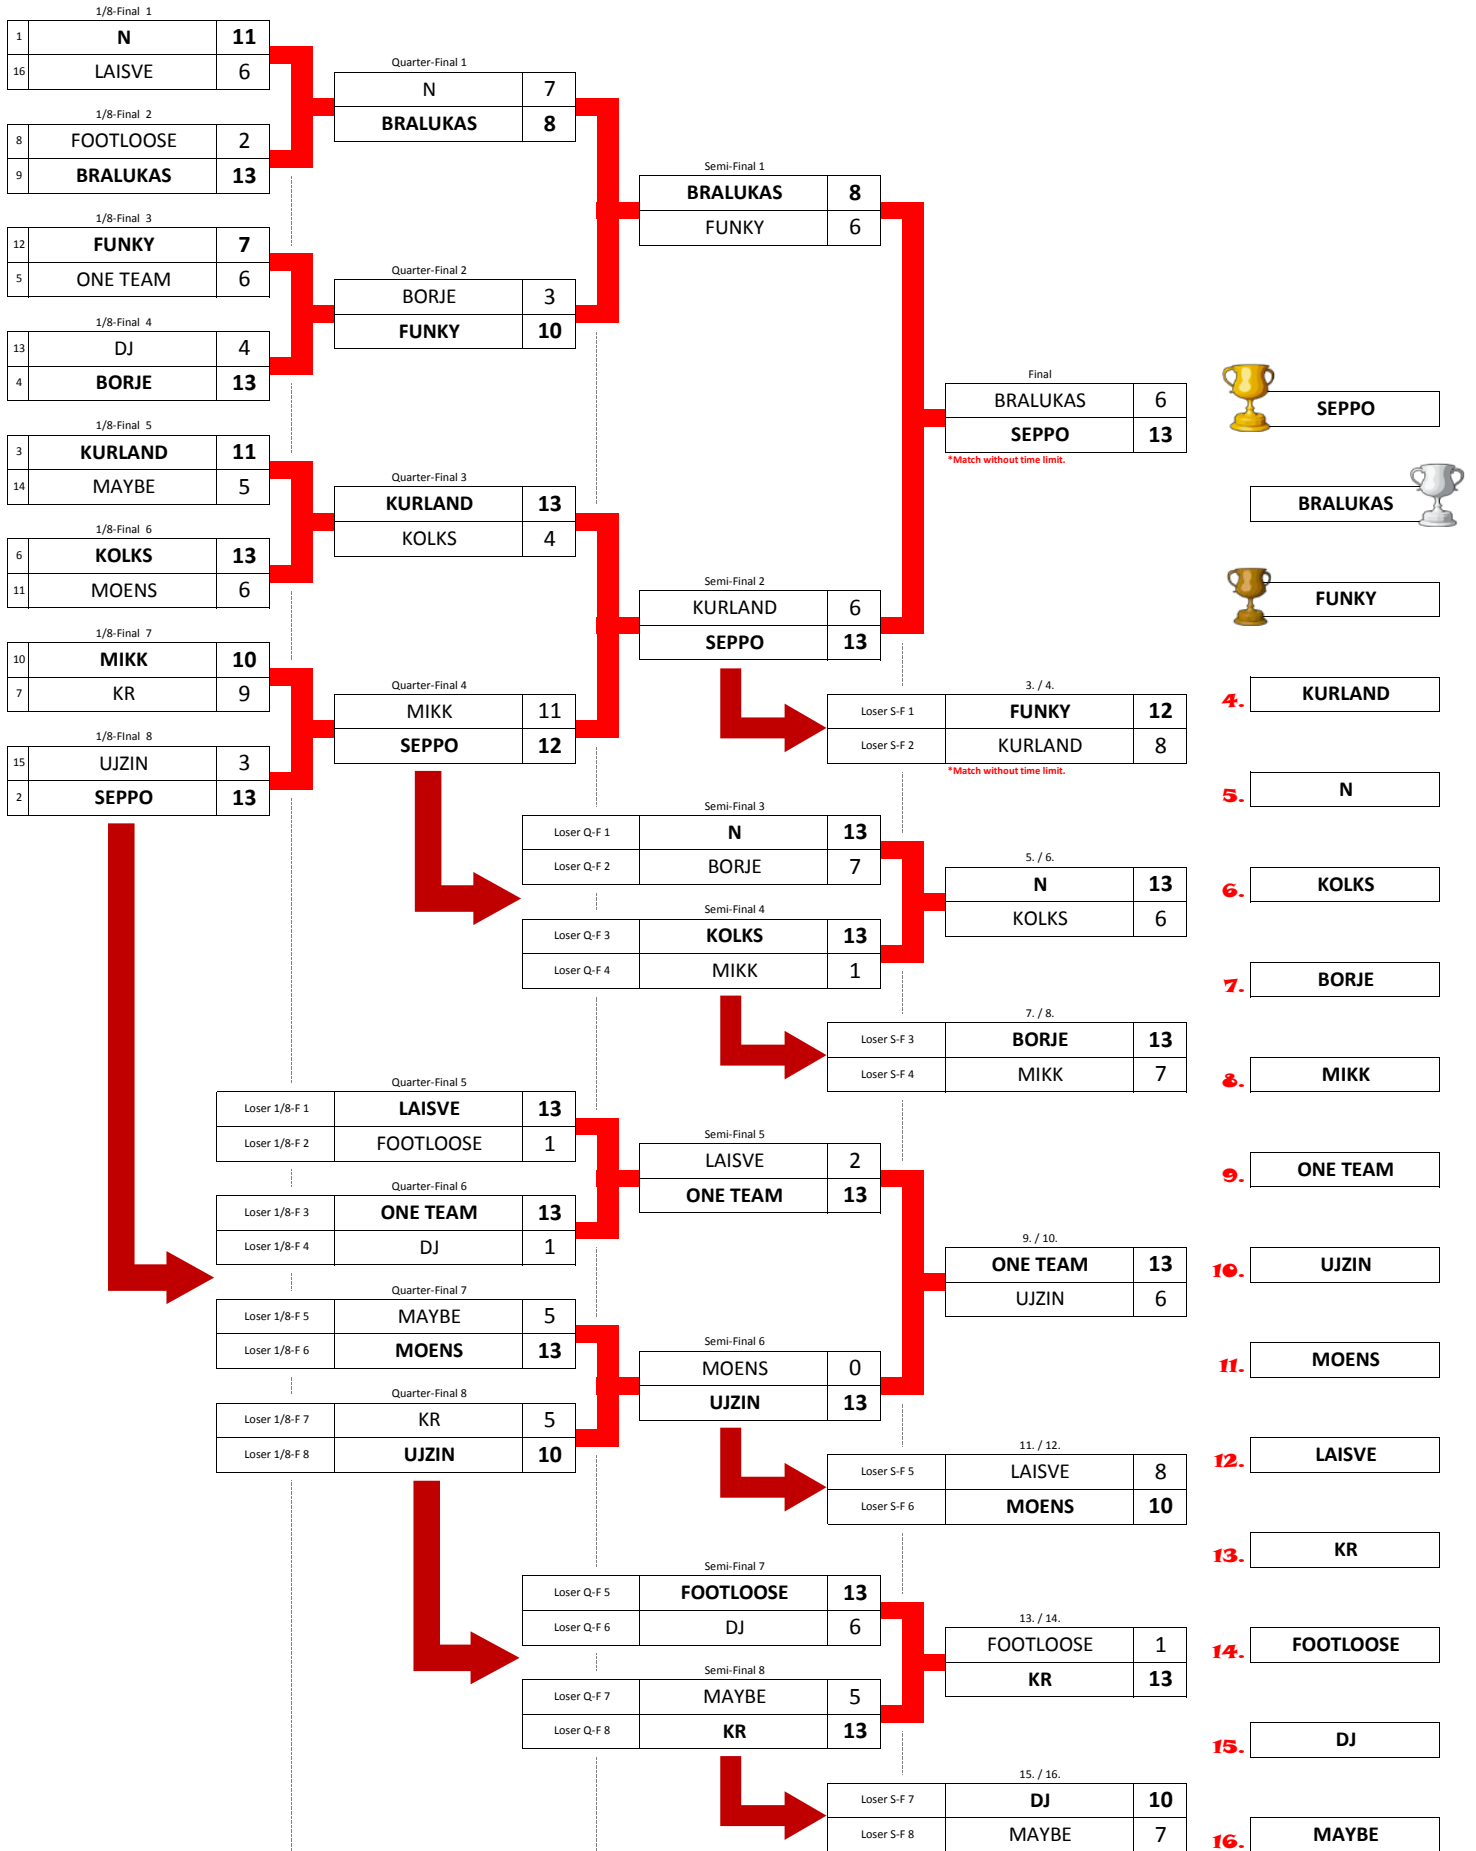 1/8-Final 1
1 N 11
16 LAISVE 6
1/8-Final 2
8 FOOTLOOSE 2
9 BRALUKAS 13
1/8-Final 3
12 FUNKY 7
5 ONE TEAM 6
1/8-Final 4
13 DJ 4
4 BORJE 13
1/8-Final 5
3 KURLAND 11
14 MAYBE 5
1/8-Final 6
6 KOLKS 13
11 MOENS 6
1/8-Final 7
10 MIKK 10
7 KR 9
1/8-FInal 8
15 UJZIN 3
2 SEPPO 13
Quarter-Final 1
N 7
BRALUKAS 8
Quarter-Final 2
BORJE 3
FUNKY 10
Quarter-Final 3
KURLAND 13
KOLKS 4
Quarter-Final 4
MIKK 11
SEPPO 12
Semi-Final 1
BRALUKAS 8
FUNKY 6
Semi-Final 2
KURLAND 6
SEPPO 13
Final
BRALUKAS 6
SEPPO 13
*Match without time limit.
3. / 4.
Loser S-F 1 FUNKY 12
Loser S-F 2 KURLAND 8
*Match without time limit.
Semi-Final 3
Loser Q-F 1 N 13
Loser Q-F 2 BORJE 7
Semi-Final 4
Loser Q-F 3 KOLKS 13
Loser Q-F 4 MIKK 1
5. / 6.
N 13
KOLKS 6
7. / 8.
Loser S-F 3 BORJE 13
Loser S-F 4 MIKK 7
Quarter-Final 5
Loser 1/8-F 1 LAISVE 13
Loser 1/8-F 2 FOOTLOOSE 1
Quarter-Final 6
Loser 1/8-F 3 ONE TEAM 13
Loser 1/8-F 4 DJ 1
Quarter-Final 7
Loser 1/8-F 5 MAYBE 5
Loser 1/8-F 6 MOENS 13
Quarter-Final 8
Loser 1/8-F 7 KR 5
Loser 1/8-F 8 UJZIN 10
Semi-Final 5
LAISVE 2
ONE TEAM 13
Semi-Final 6
MOENS 0
UJZIN 13
9. / 10.
ONE TEAM 13
UJZIN 6
11. / 12.
Loser S-F 5 LAISVE 8
Loser S-F 6 MOENS 10
Semi-Final 7
Loser Q-F 5 FOOTLOOSE 13
Loser Q-F 6 DJ 6
Semi-Final 8
Loser Q-F 7 MAYBE 5
Loser Q-F 8 KR 13
13. / 14.
FOOTLOOSE 1
KR 13
15. / 16.
Loser S-F 7 DJ 10
Loser S-F 8 MAYBE 7
SEPPO
BRALUKAS
FUNKY
4. KURLAND
5. N
6. KOLKS
7. BORJE
8. MIKK
9. ONE TEAM
10. UJZIN
11. MOENS
12. LAISVE
13. KR
14. FOOTLOOSE
15. DJ
16. MAYBE